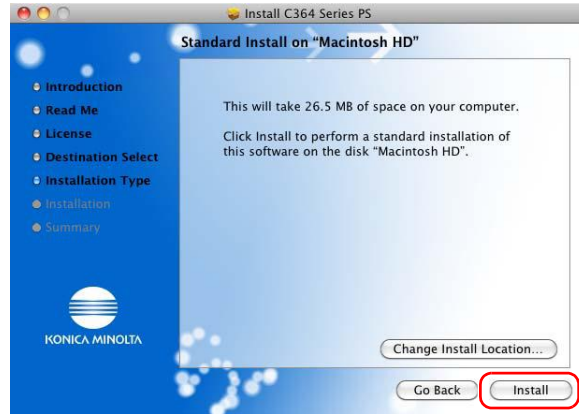 Install C364 Series PS
Standard Install on “Macintosh HD”
Introduction
Read Me
License
Destination Select
Installation Type
Installation
Summary
This will take 26.5 MB of space on your computer.
Click Install to perform a standard installation of
this software on the disk “Macintosh HD”.
KONICA MINOLTA
Change Install Location...
Go Back
Install